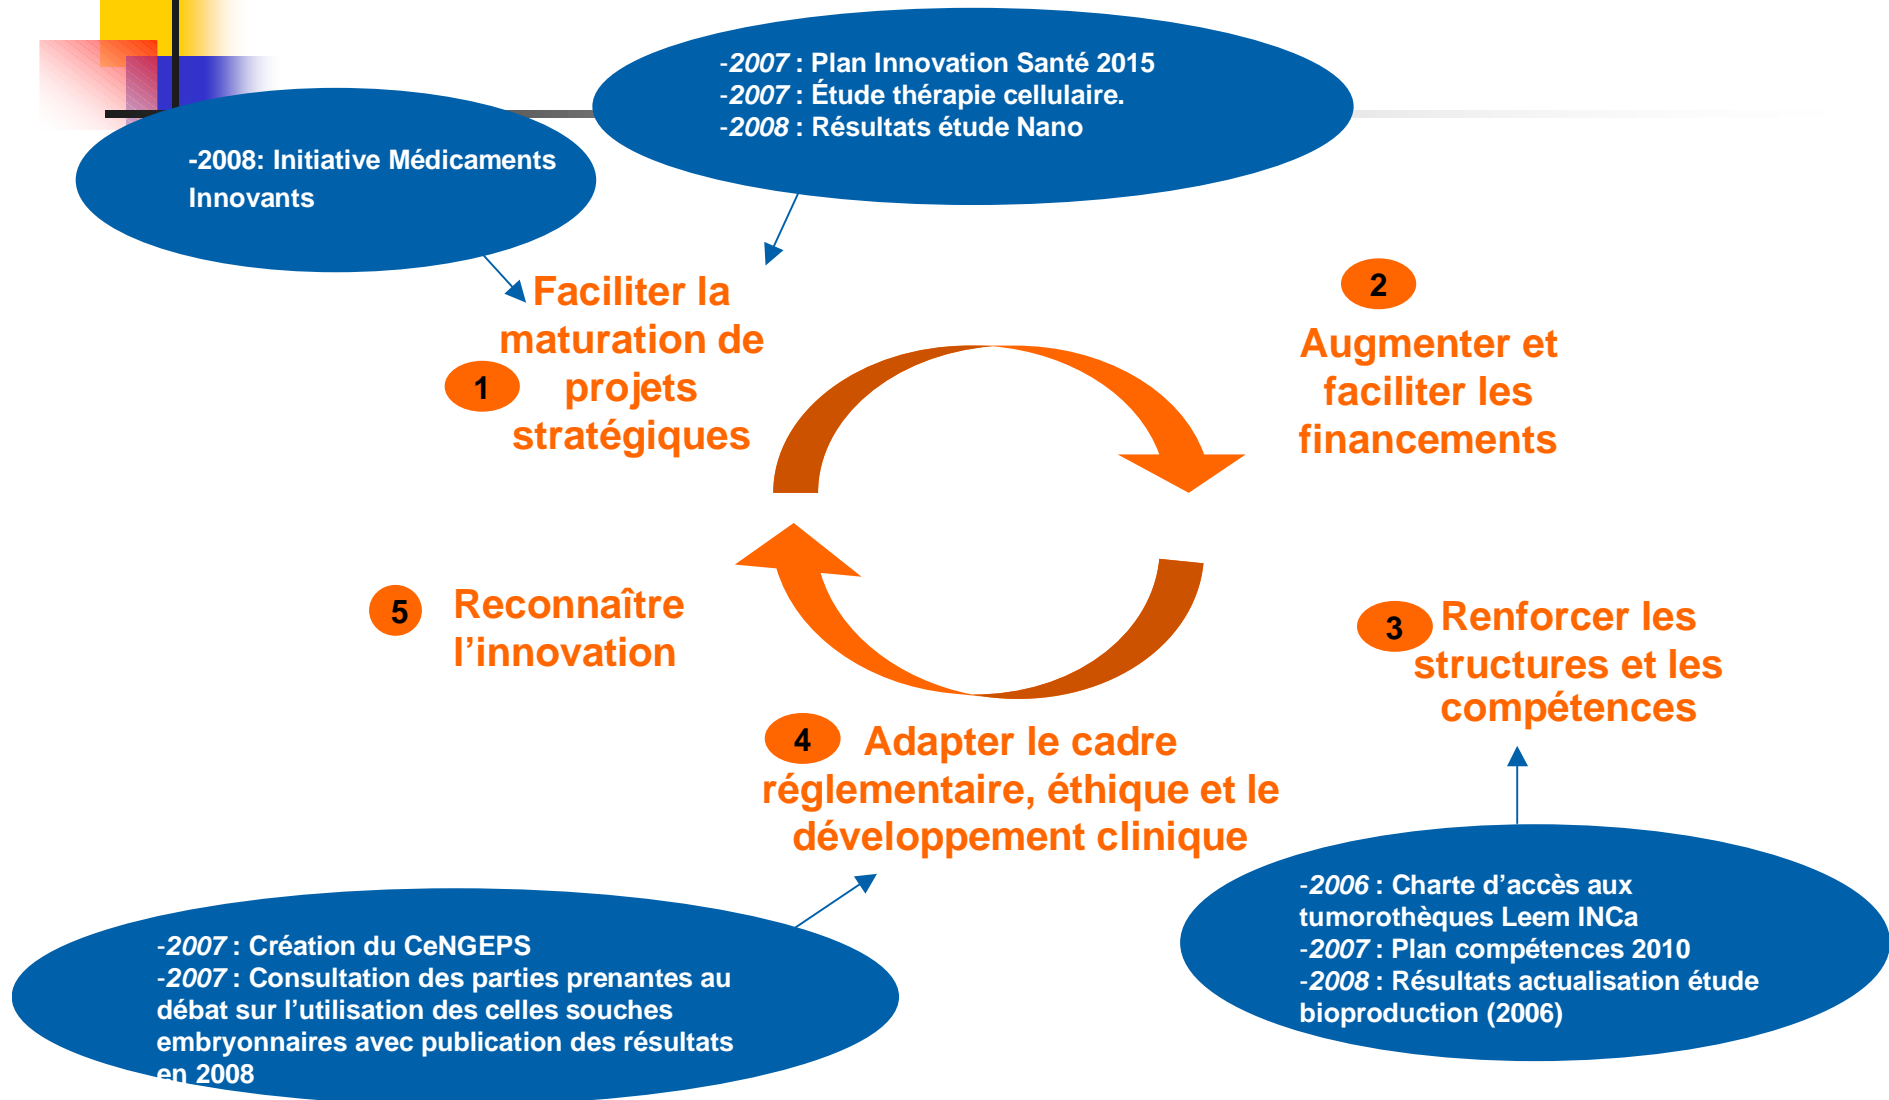 -2007 : Plan Innovation Santé 2015
-2007 : Étude thérapie cellulaire.
-2008 : Résultats étude Nano
-2008: Initiative Médicaments
Innovants
1
Faciliter la
maturation de
projets
stratégiques
2
Augmenter et
faciliter les
financements
3
Renforcer les
structures et les
compétences
4
Adapter le cadre
réglementaire, éthique et le
développement clinique
5
Reconnaître
l’innovation
-2007 : Création du CeNGEPS
-2007 : Consultation des parties prenantes au
débat sur l’utilisation des celles souches
embryonnaires avec publication des résultats
en 2008
-2006 : Charte d’accès aux
tumorothèques Leem INCa
-2007 : Plan compétences 2010
-2008 : Résultats actualisation étude
bioproduction (2006)